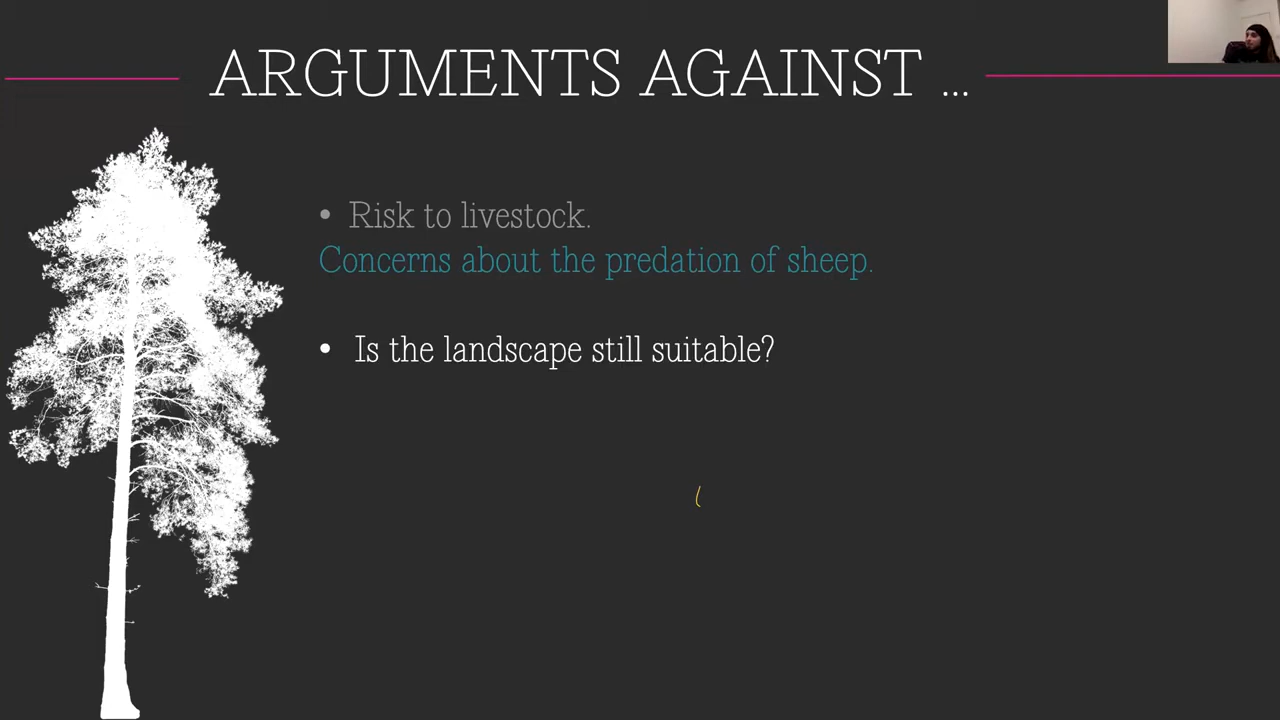 ARGUMENTS AGAINST ...
• Risk to livestock.
Concerns about the predation of sheep.
• Is the landscape still suitable?